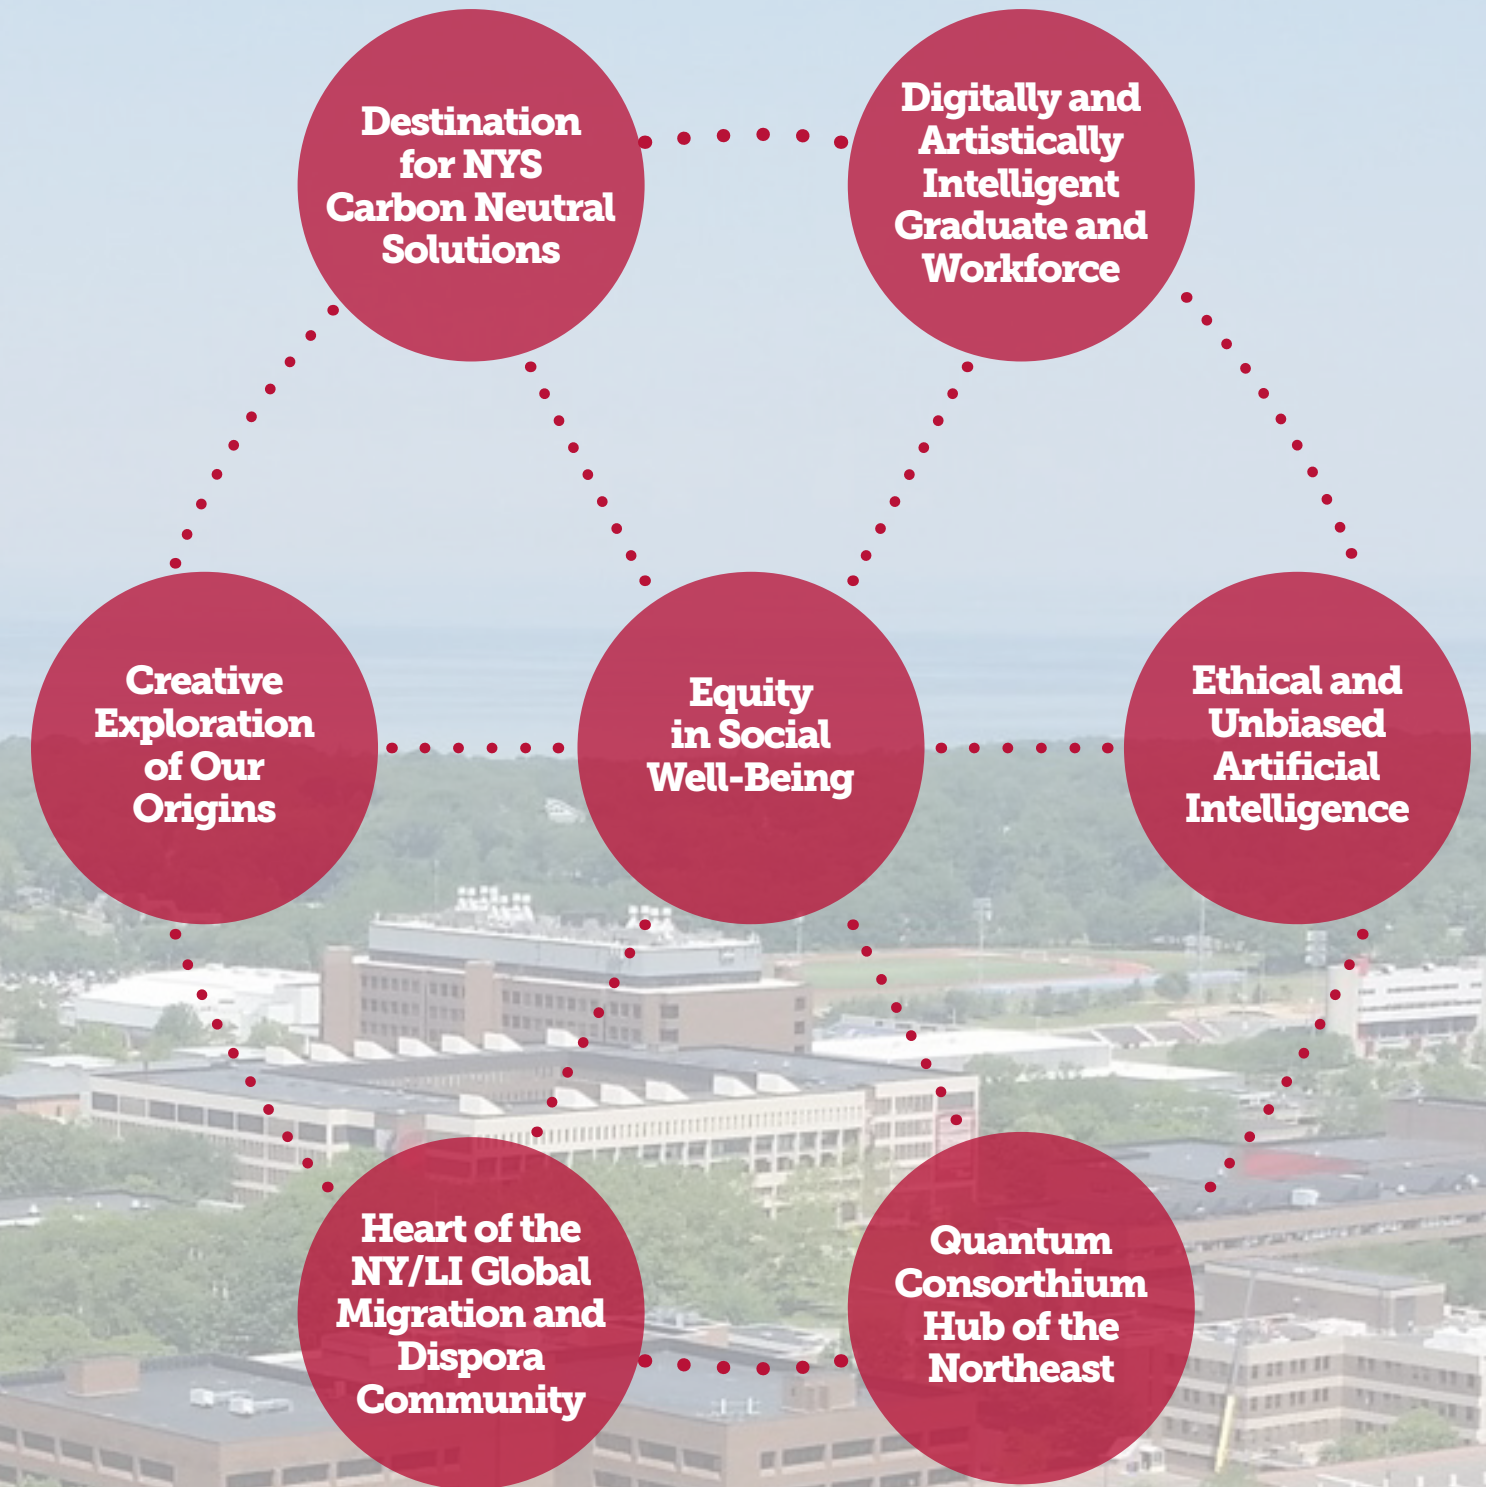 Destination
for NYS
Carbon Neutral
Solutions
Digitally and
Artistically
Intelligent
Graduate and
Workforce
Creative
Exploration
of Our
Origins
Equity
in Social
Well-Being
Ethical and
Unbiased
Artificial
Intelligence
Heart of the
NY/LI Global
Migration and
Dispora
Community
Quantum
Consorthium
Hub of the
Northeast